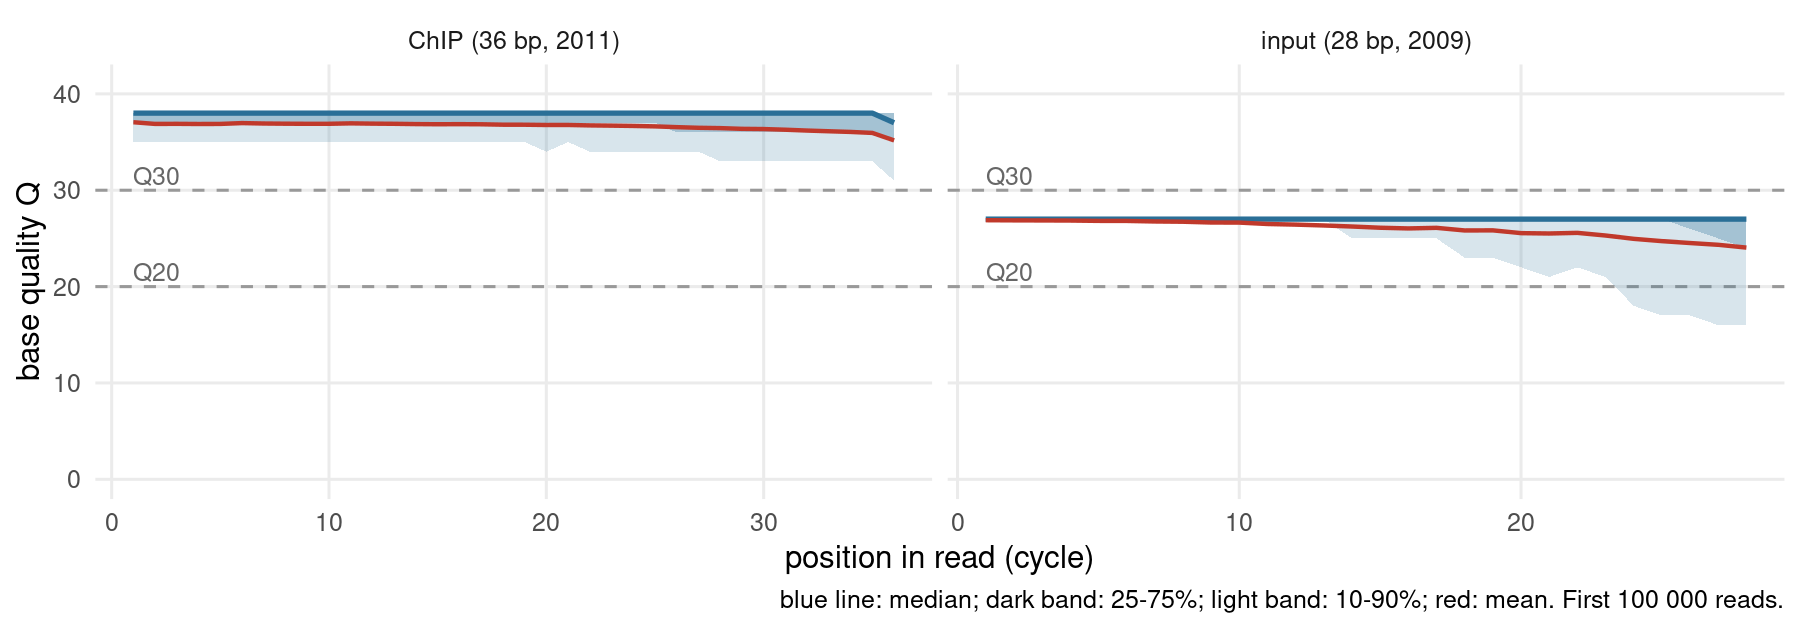 ChIP (36 bp, 2011)
input (28 bp, 2009)
base quality Q
40
30
20
10
0
Q30
Q20
Q30
Q20
0
10
20
30
0
10
20
position in read (cycle)
blue line: median; dark band: 25-75%; light band: 10-90%; red: mean. First 100 000 reads.